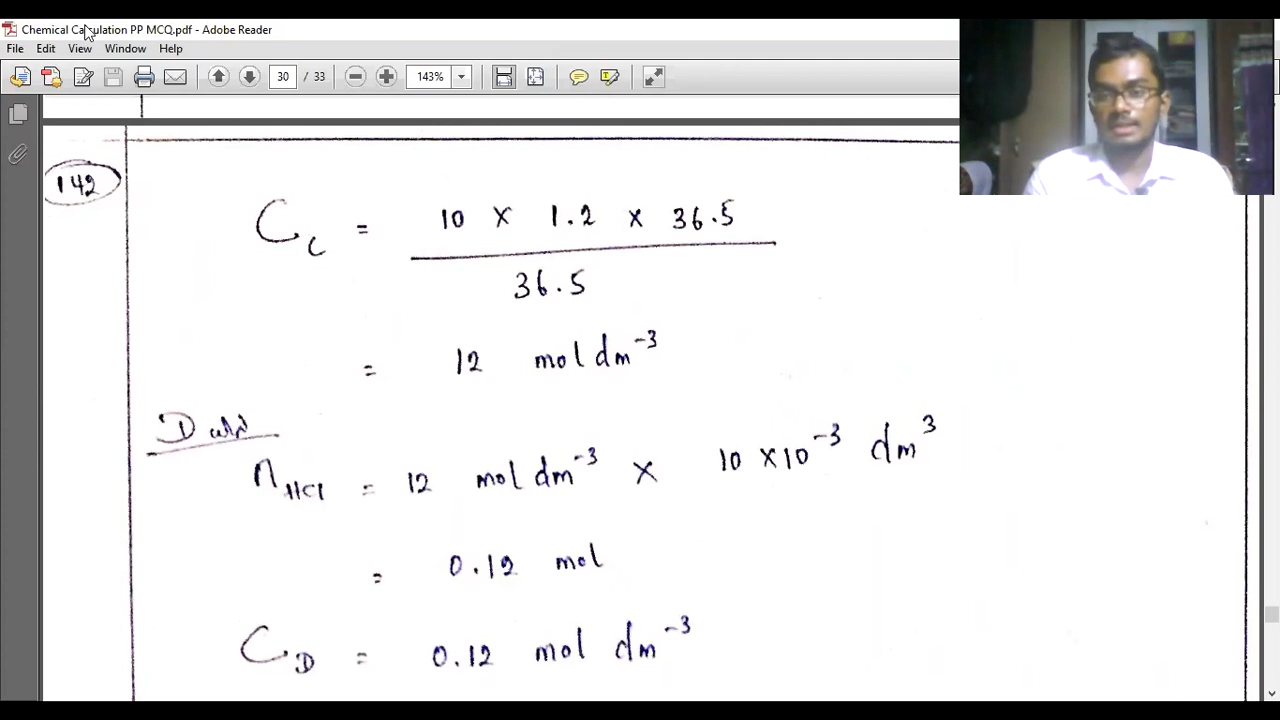 Chemical Calculation PP MCQ.pdf - Adobe Reader
File Edit View Window Help
30 / 33 143%
142
C_C = 10 × 1.2 × 36.5
36.5
= 12 mol dm⁻³
D
n_HCl = 12 mol dm⁻³ × 10 ×10⁻³ dm³
= 0.12 mol
C_D = 0.12 mol dm⁻³